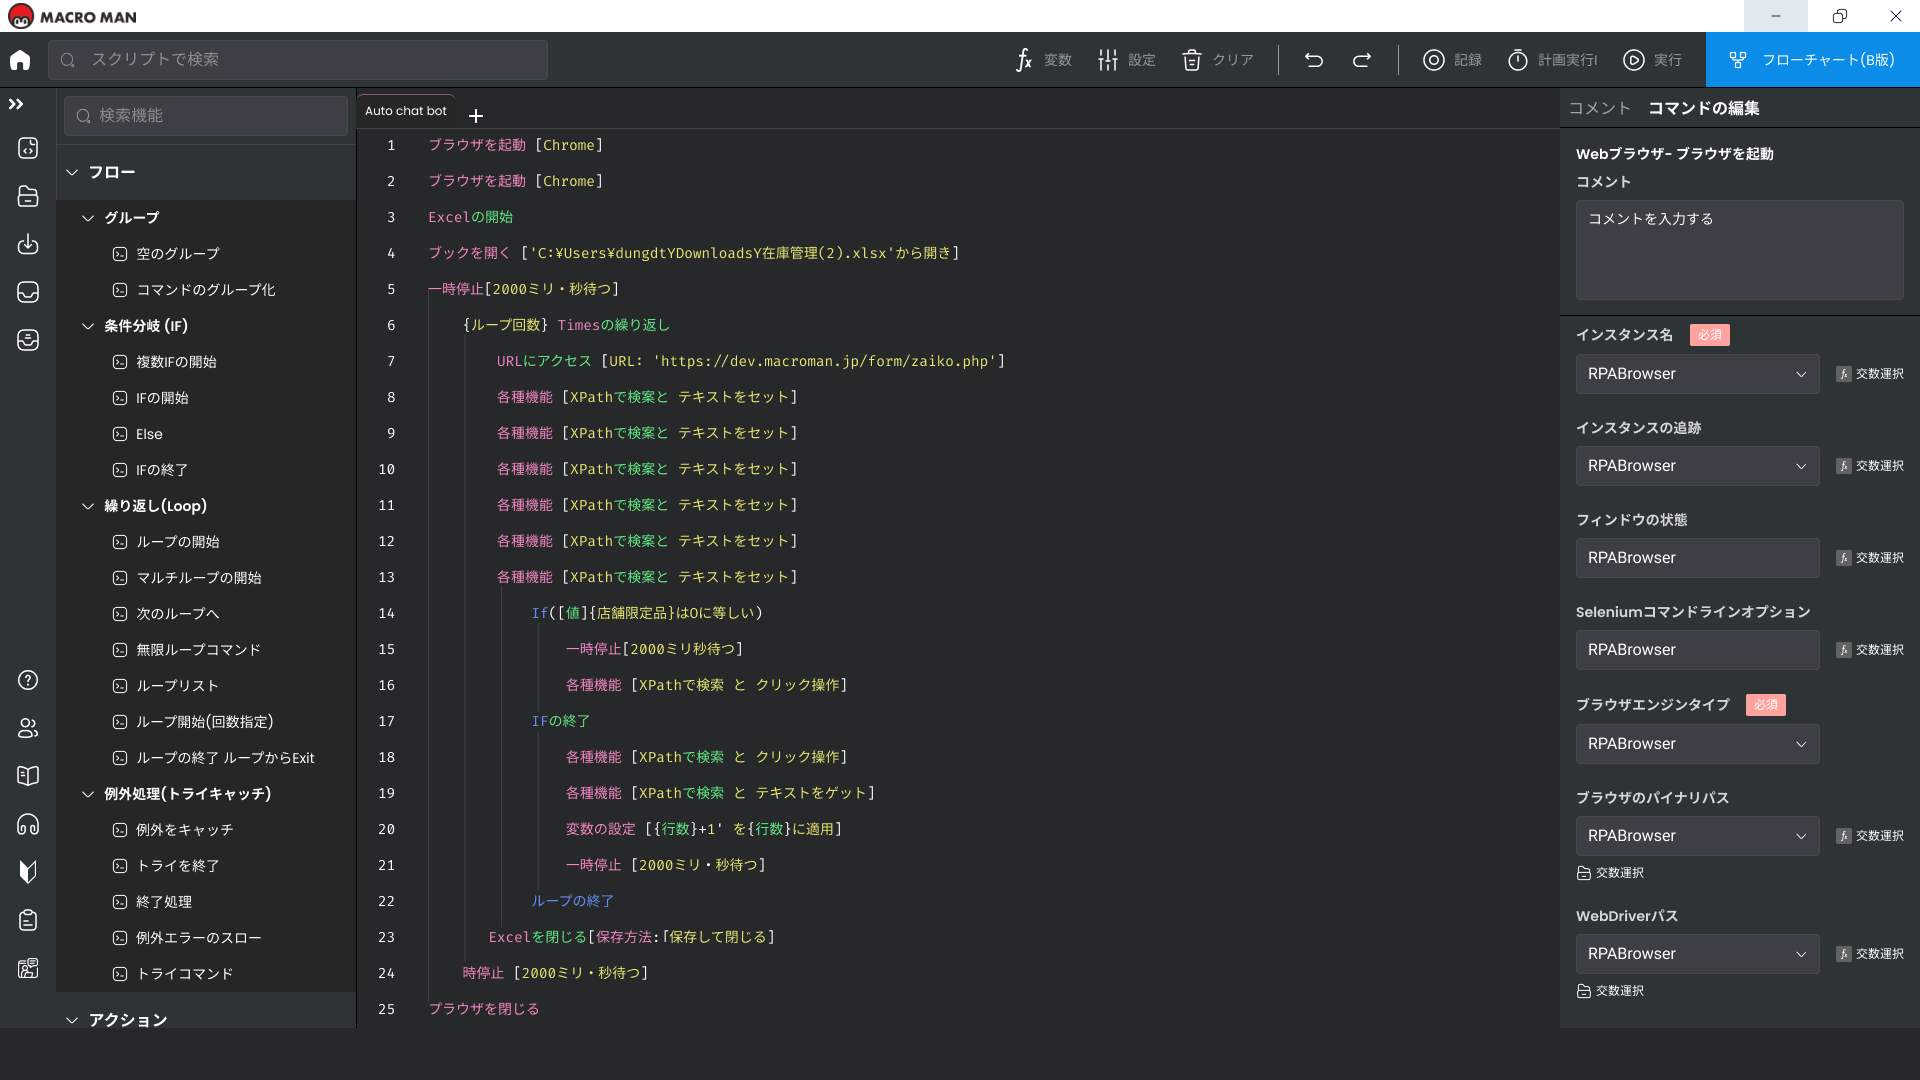 MACRO MAN
スクリプトで検索
変数
設定
クリア
記録
計画実行I
実行
フローチャート(B版)
検索機能
フロー
グループ
空のグループ
コマンドのグループ化
条件分岐 (IF)
複数IFの開始
IFの開始
Else
IFの終了
繰り返し(Loop)
ループの開始
マルチループの開始
次のループへ
無限ループコマンド
ループリスト
ループ開始(回数指定)
ループの終了 ループからExit
例外処理(トライキャッチ)
例外をキャッチ
トライを終了
終了処理
例外エラーのスロー
トライコマンド
アクション
Auto chat bot
1 ブラウザを起動 [Chrome]
2 ブラウザを起動 [Chrome]
3 Excelの開始
4 ブックを開く ['C:¥Users¥dungdtYDownloadsY在庫管理(2).xlsx'から開き]
5 一時停止[2000ミリ・秒待つ]
6 {ループ回数} Timesの繰り返し
7 URLにアクセス [URL: 'https://dev.macroman.jp/form/zaiko.php']
8 各種機能 [XPathで検案と テキストをセット]
9 各種機能 [XPathで検案と テキストをセット]
10 各種機能 [XPathで検案と テキストをセット]
11 各種機能 [XPathで検案と テキストをセット]
12 各種機能 [XPathで検案と テキストをセット]
13 各種機能 [XPathで検案と テキストをセット]
14 If([値]{店舗限定品}はOに等しい)
15 一時停止[2000ミリ秒待つ]
16 各種機能 [XPathで検索 と クリック操作]
17 IFの終了
18 各種機能 [XPathで検索 と クリック操作]
19 各種機能 [XPathで検索 と テキストをゲット]
20 変数の設定 [{行数}+1' を{行数}に適用]
21 一時停止 [2000ミリ・秒待つ]
22 ループの終了
23 Excelを閉じる[保存方法:「保存して閉じる]
24 時停止 [2000ミリ・秒待つ]
25 プラウザを閉じる
コメント
コマンドの編集
Webブラウザ- ブラウザを起動
コメント
コメントを入力する
インスタンス名 必須
RPABrowser
交数選択
インスタンスの追跡
RPABrowser
交数選択
フィンドウの状態
RPABrowser
交数選択
Seleniumコマンドラインオプション
RPABrowser
交数選択
ブラウザエンジンタイプ 必須
RPABrowser
ブラウザのパイナリパス
RPABrowser
交数選択
交数選択
WebDriverパス
RPABrowser
交数選択
交数選択